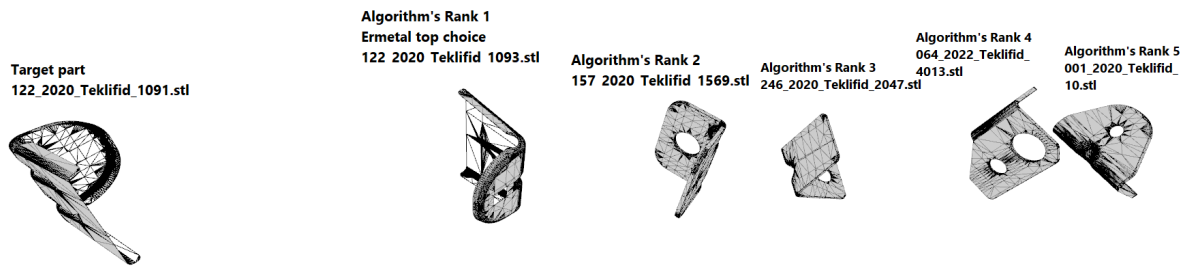 Target part
122_2020_Teklifid_1091.stl
Algorithm's Rank 1
Ermetal top choice
122 2020 Teklifid 1093.stl
Algorithm's Rank 2
157 2020 Teklifid 1569.stl
Algorithm's Rank 3
246_2020_Teklifid_2047.stl
Algorithm's Rank 4
064_2022_Teklifid_
4013.stl
Algorithm's Rank 5
001_2020_Teklifid_
10.stl